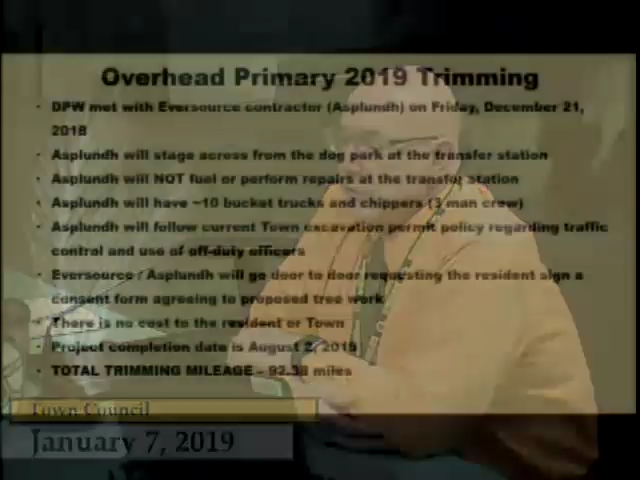 Overhead Primary 2019 Trimming
• DPW met with Eversource contractor (Asplundh) on Friday, December 21,
2018
• Asplundh will stage across from the dog park at the transfer station
• Asplundh will NOT fuel or perform repairs at the transfer station
• Asplundh will have ~10 bucket trucks and chippers (3 man crew)
• Asplundh will follow current Town excavation permit policy regarding traffic
control and use of off-duty officers
• Eversource / Asplundh will go door to door requesting the resident sign a
consent form agreeing to proposed tree work
• There is no cost to the resident or Town
• Project completion date is August 2, 2019
• TOTAL TRIMMING MILEAGE – 92.38 miles
Town Council
January 7, 2019